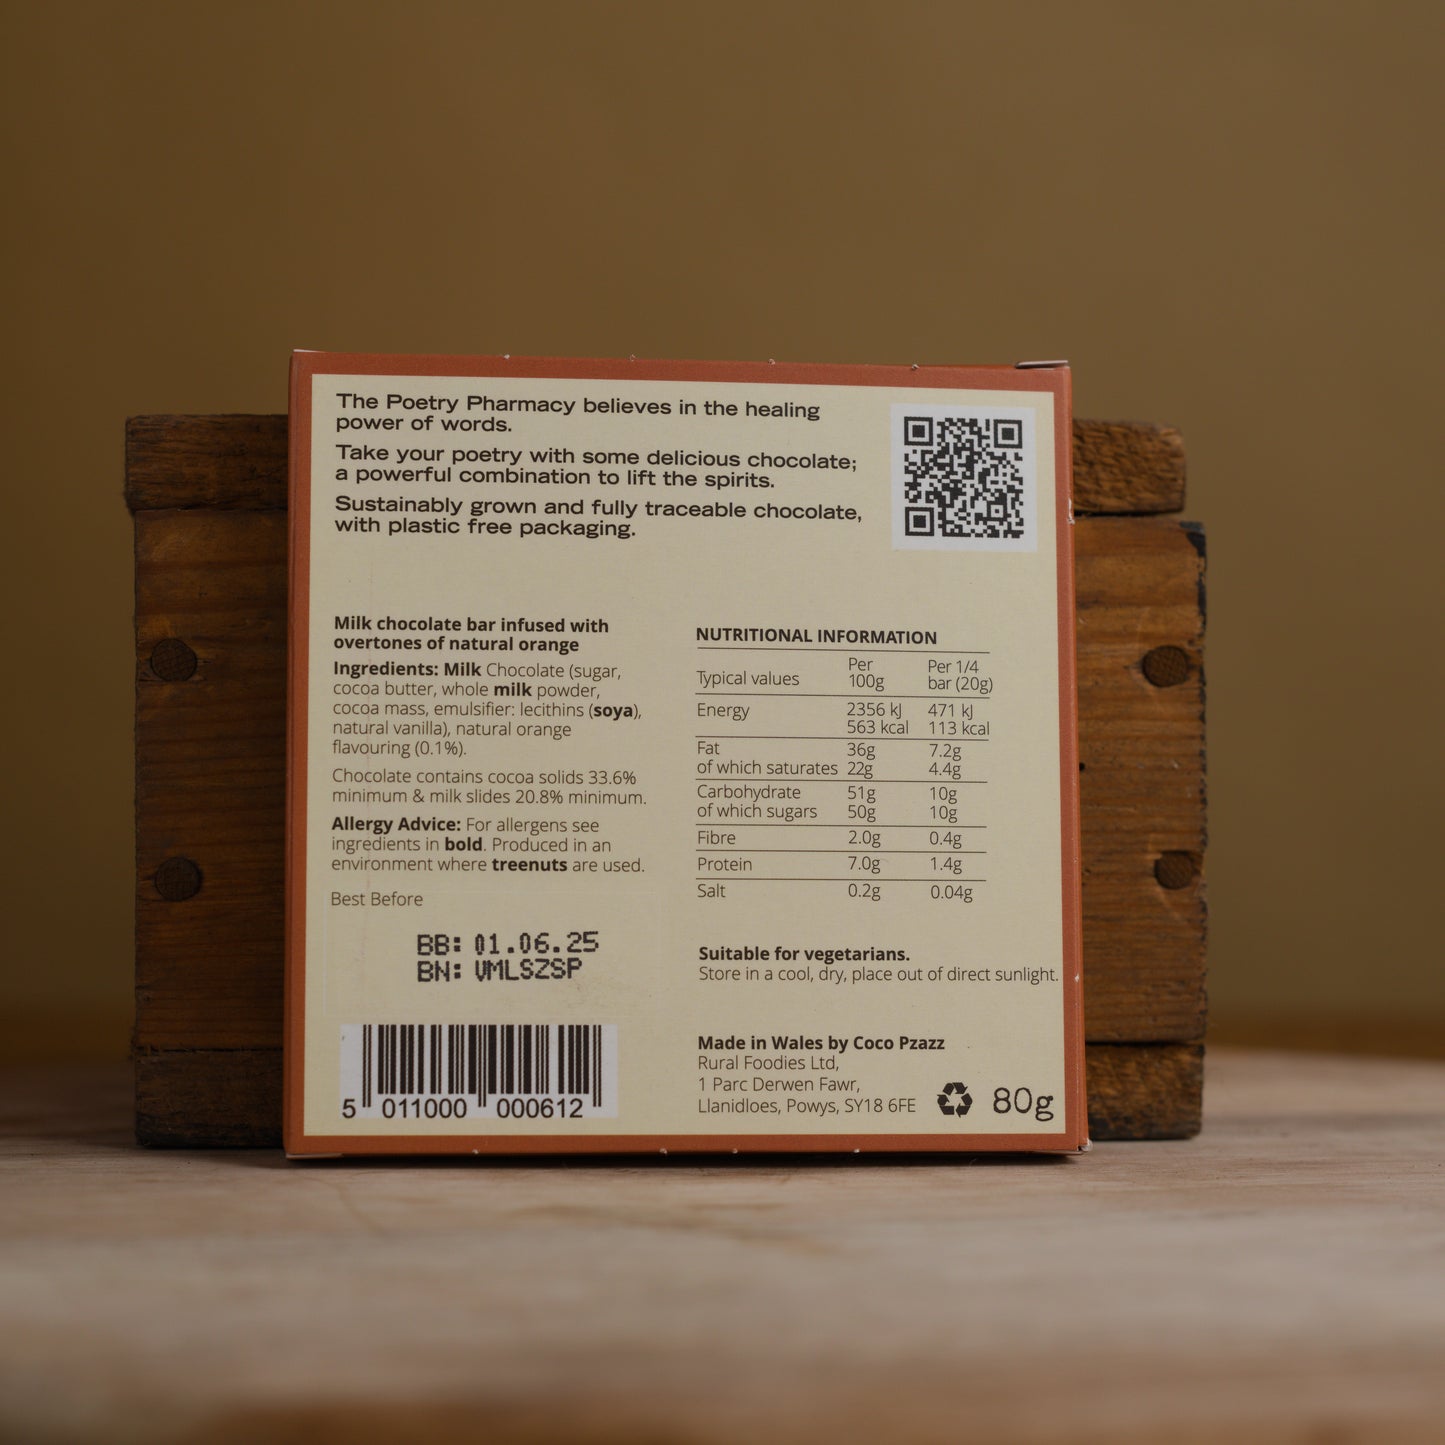 The Poetry Pharmacy believes in the healing
power of words.
Take your poetry with some delicious chocolate;
a powerful combination to lift the spirits.
Sustainably grown and fully traceable chocolate,
with plastic free packaging.
Milk chocolate bar infused with
overtones of natural orange
Ingredients: Milk Chocolate (sugar,
cocoa butter, whole milk powder,
cocoa mass, emulsifier: lecithins (soya),
natural vanilla), natural orange
flavouring (0.1%).
Chocolate contains cocoa solids 33.6%
minimum & milk slides 20.8% minimum.
Allergy Advice: For allergens see
ingredients in bold. Produced in an
environment where treenuts are used.
Best Before
BB: 01.06.25
BN: VMLSZSP
5 011000 000612
NUTRITIONAL INFORMATION
Typical values Per 100g Per 1/4 bar (20g)
Energy 2356 kJ 471 kJ
563 kcal 113 kcal
Fat 36g 7.2g
of which saturates 22g 4.4g
Carbohydrate 51g 10g
of which sugars 50g 10g
Fibre 2.0g 0.4g
Protein 7.0g 1.4g
Salt 0.2g 0.04g
Suitable for vegetarians.
Store in a cool, dry, place out of direct sunlight.
Made in Wales by Coco Pzazz
Rural Foodies Ltd,
1 Parc Derwen Fawr,
Llanidloes, Powys, SY18 6FE
80g